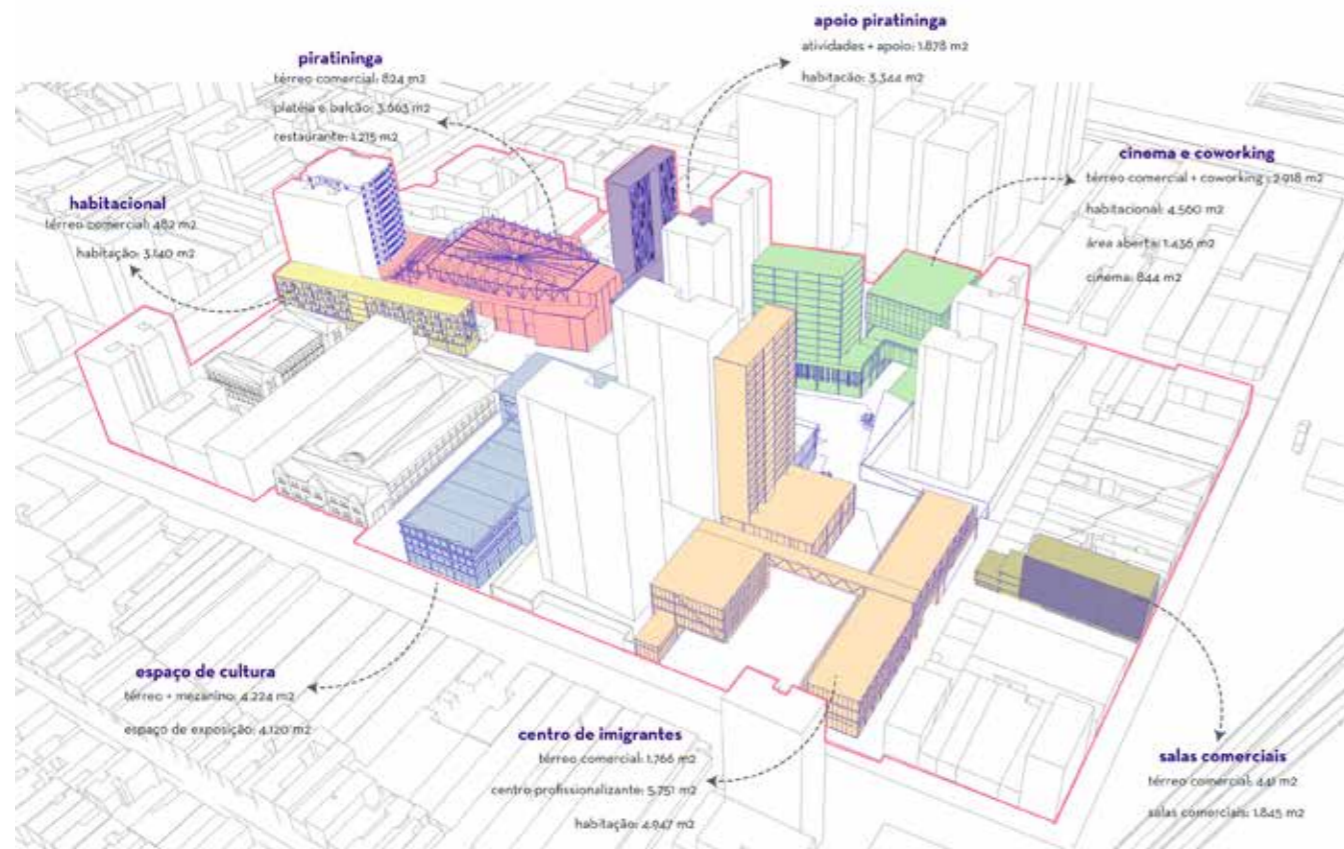 apoio piratininga
atividades + apoio: 1.878 m2
habitacão: 3.344 m2
piratininga
térreo comercial: 824 m2
platéia e balcão: 3.663 m2
restaurante: 1.215 m2
cinema e coworking
térreo comercial + coworking : 2.918 m2
habitacional: 4.560 m2
área aberta: 1.436 m2
cinema: 844 m2
habitacional
térreo comercial: 482 m2
habitação: 3.140 m2
espaço de cultura
térreo + mezanino: 4.224 m2
espaço de exposição: 4.120 m2
centro de imigrantes
térreo comercial: 1.766 m2
centro profissionalizante: 5.751 m2
habitação: 4.947 m2
salas comerciais
térreo comercial: 441 m2
salas comerciais: 1.845 m2